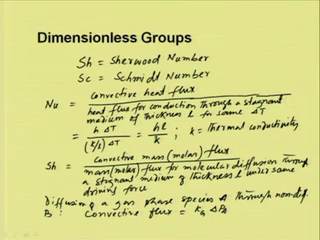 Dimensionless Groups
Sh = Sherwood Number
Sc = Schmidt Number
Nu = convective heat flux / heat flux for conduction through a stagnant
medium of thickness l for same ΔT
= h ΔT / (k/l) ΔT = hl / k ; k = thermal conductivity
Sh = convective mass (molar) flux / mass (molar) flux for molecular diffusion through
a stagnant medium of thickness l under same
driving force
Diffusion of a gas phase species A through non-diff.
B: Convective flux = kG ΔPA